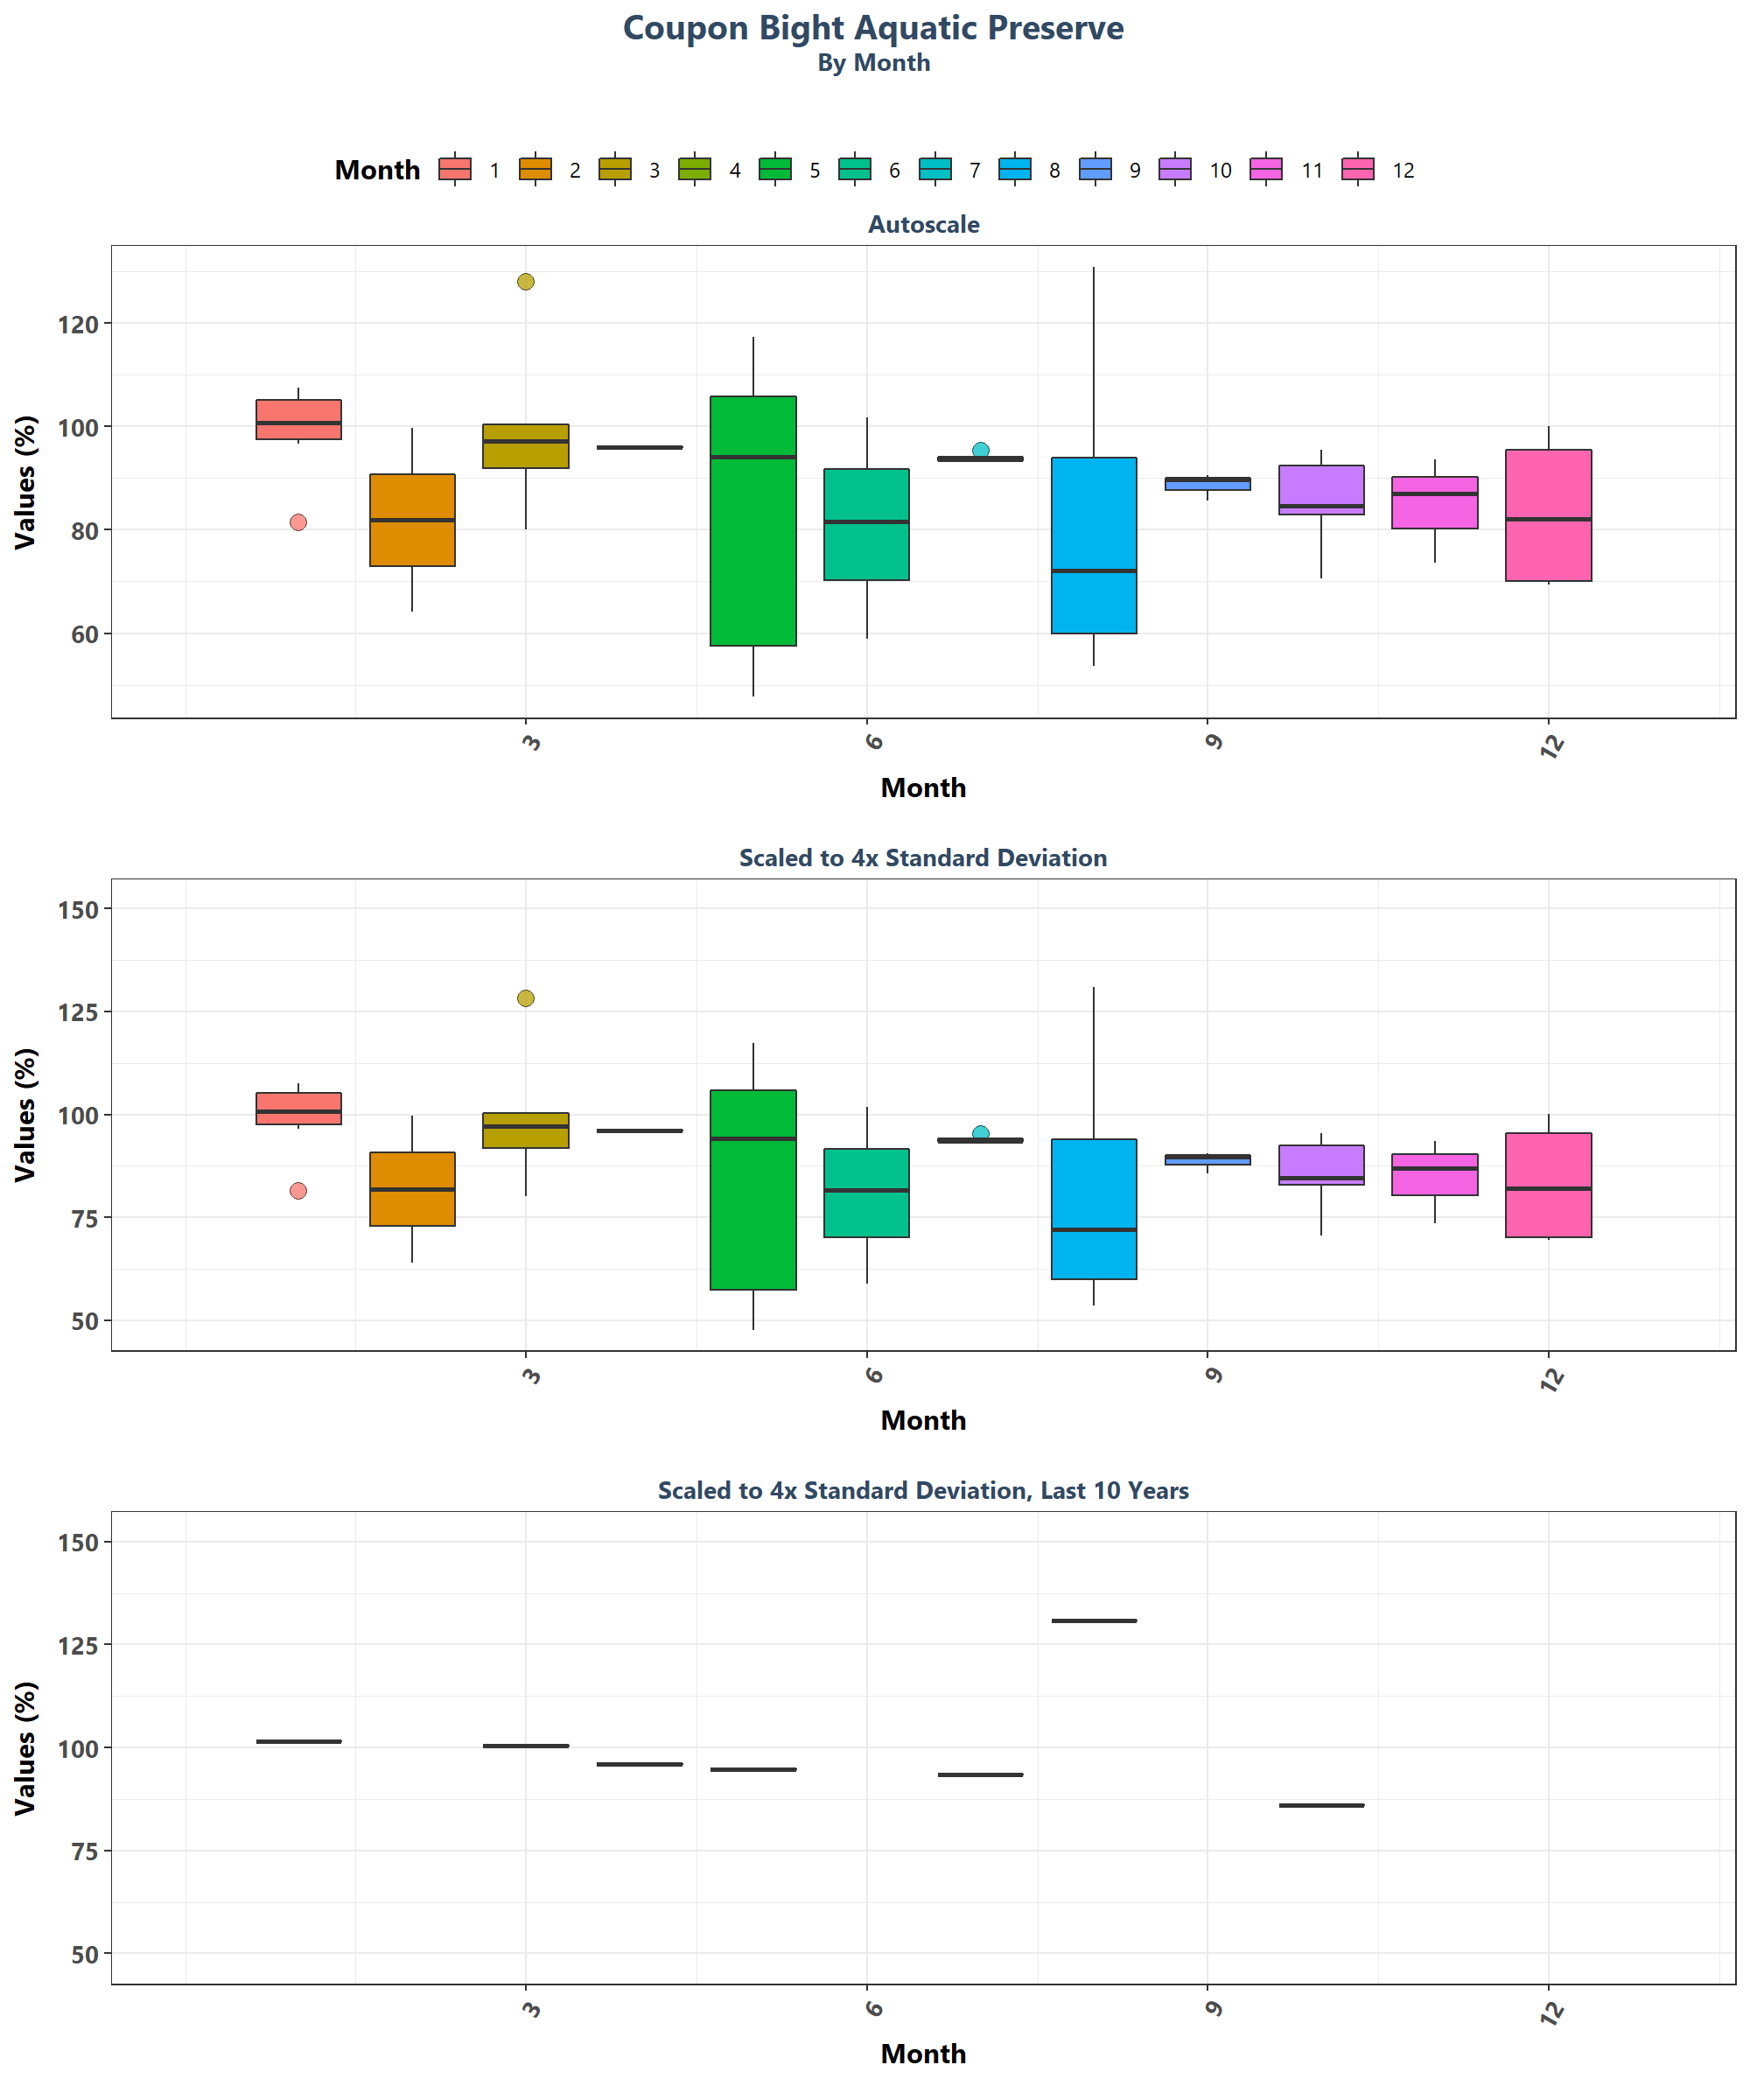 Coupon Bight Aquatic Preserve
By Month
Month 1 2 3 4 5 6 7 8 9 10 11 12
Autoscale
Values (%)
120
100
80
60
3 6 9 12
Month
Scaled to 4x Standard Deviation
Values (%)
150
125
100
75
50
3 6 9 12
Month
Scaled to 4x Standard Deviation, Last 10 Years
Values (%)
150
125
100
75
50
3 6 9 12
Month